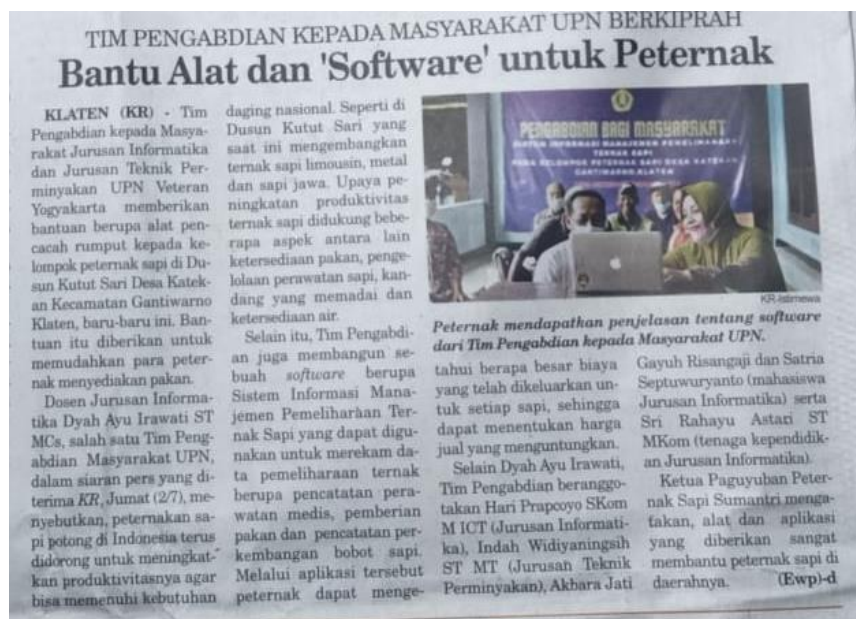 TIM PENGABDIAN KEPADA MASYARAKAT UPN BERKIPRAH
Bantu Alat dan 'Software' untuk Peternak
KLATEN (KR) - Tim
Pengabdian kepada Masya-
rakat Jurusan Informatika
dan Jurusan Teknik Per-
minyakan UPN Veteran
Yogyakarta memberikan
bantuan berupa alat pen-
cacah rumput kepada ke-
lompok peternak sapi di Du-
sun Kutut Sari Desa Katek-
an Kecamatan Gantiwarno
Klaten, baru-baru ini. Ban-
tuan itu diberikan untuk
memudahkan para peter-
nak menyediakan pakan.
Dosen Jurusan Informa-
tika Dyah Ayu Irawati ST
MCs, salah satu Tim Peng-
abdian Masyarakat UPN,
dalam siaran pers yang di-
terima KR, Jumat (2/7), me-
nyebutkan, peternakan sa-
pi potong di Indonesia terus
didorong untuk meningkat-
kan produktivitasnya agar
bisa memenuhi kebutuhan
daging nasional. Seperti di
Dusun Kutut Sari yang
saat ini mengembangkan
ternak sapi limousin, metal
dan sapi jawa. Upaya pe-
ningkatan produktivitas
ternak sapi didukung bebe-
rapa aspek antara lain
ketersediaan pakan, penge-
lolaan perawatan sapi, kan-
dang yang memadai dan
ketersediaan air.
Selain itu, Tim Pengabdi-
an juga membangun se-
buah software berupa
Sistem Informasi Mana-
jemen Pemeliharaan Ter-
nak Sapi yang dapat digu-
nakan untuk merekam da-
ta pemeliharaan ternak
berupa pencatatan pera-
watan medis, pemberian
pakan dan pencatatan per-
kembangan bobot sapi.
Melalui aplikasi tersebut
peternak dapat menge-
PENGABDIAN BAGI MASYARAKAT
SISTEM INFORMASI MANAJEMEN PEMELIHARAAN
TERNAK SAPI
PADA KELOMPOK PETERNAK SAPI DESA KATEKAN
GANTIWARNO KLATEN
KR-Istimewa
Peternak mendapatkan penjelasan tentang software
dari Tim Pengabdian kepada Masyarakat UPN.
tahui berapa besar biaya
yang telah dikeluarkan un-
tuk setiap sapi, sehingga
dapat menentukan harga
jual yang menguntungkan.
Selain Dyah Ayu Irawati,
Tim Pengabdian beranggo-
takan Hari Prapcoyo SKom
M ICT (Jurusan Informati-
ka), Indah Widiyaningsih
ST MT (Jurusan Teknik
Perminyakan), Akbara Jati
Gayuh Risangaji dan Satria
Septuwuryanto (mahasiswa
Jurusan Informatika) serta
Sri Rahayu Astari ST
MKom (tenaga kependidik-
an Jurusan Informatika).
Ketua Paguyuban Peter-
nak Sapi Sumantri menga-
takan, alat dan aplikasi
yang diberikan sangat
membantu peternak sapi di
daerahnya. (Ewp)-d